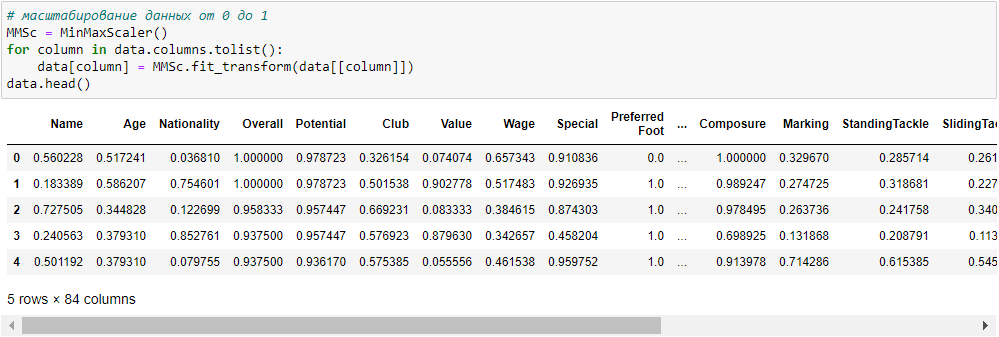 # масштабирование данных от 0 до 1
MMSc = MinMaxScaler()
for column in data.columns.tolist():
    data[column] = MMSc.fit_transform(data[[column]])
data.head()
Name Age Nationality Overall Potential Club Value Wage Special Preferred Foot ... Composure Marking StandingTackle SlidingTac
0 0.560228 0.517241 0.036810 1.000000 0.978723 0.326154 0.074074 0.657343 0.910836 0.0 ... 1.000000 0.329670 0.285714 0.261
1 0.183389 0.586207 0.754601 1.000000 0.978723 0.501538 0.902778 0.517483 0.926935 1.0 ... 0.989247 0.274725 0.318681 0.227
2 0.727505 0.344828 0.122699 0.958333 0.957447 0.669231 0.083333 0.384615 0.874303 1.0 ... 0.978495 0.263736 0.241758 0.340
3 0.240563 0.379310 0.852761 0.937500 0.957447 0.576923 0.879630 0.342657 0.458204 1.0 ... 0.698925 0.131868 0.208791 0.113
4 0.501192 0.379310 0.079755 0.937500 0.936170 0.575385 0.055556 0.461538 0.959752 1.0 ... 0.913978 0.714286 0.615385 0.545
5 rows × 84 columns